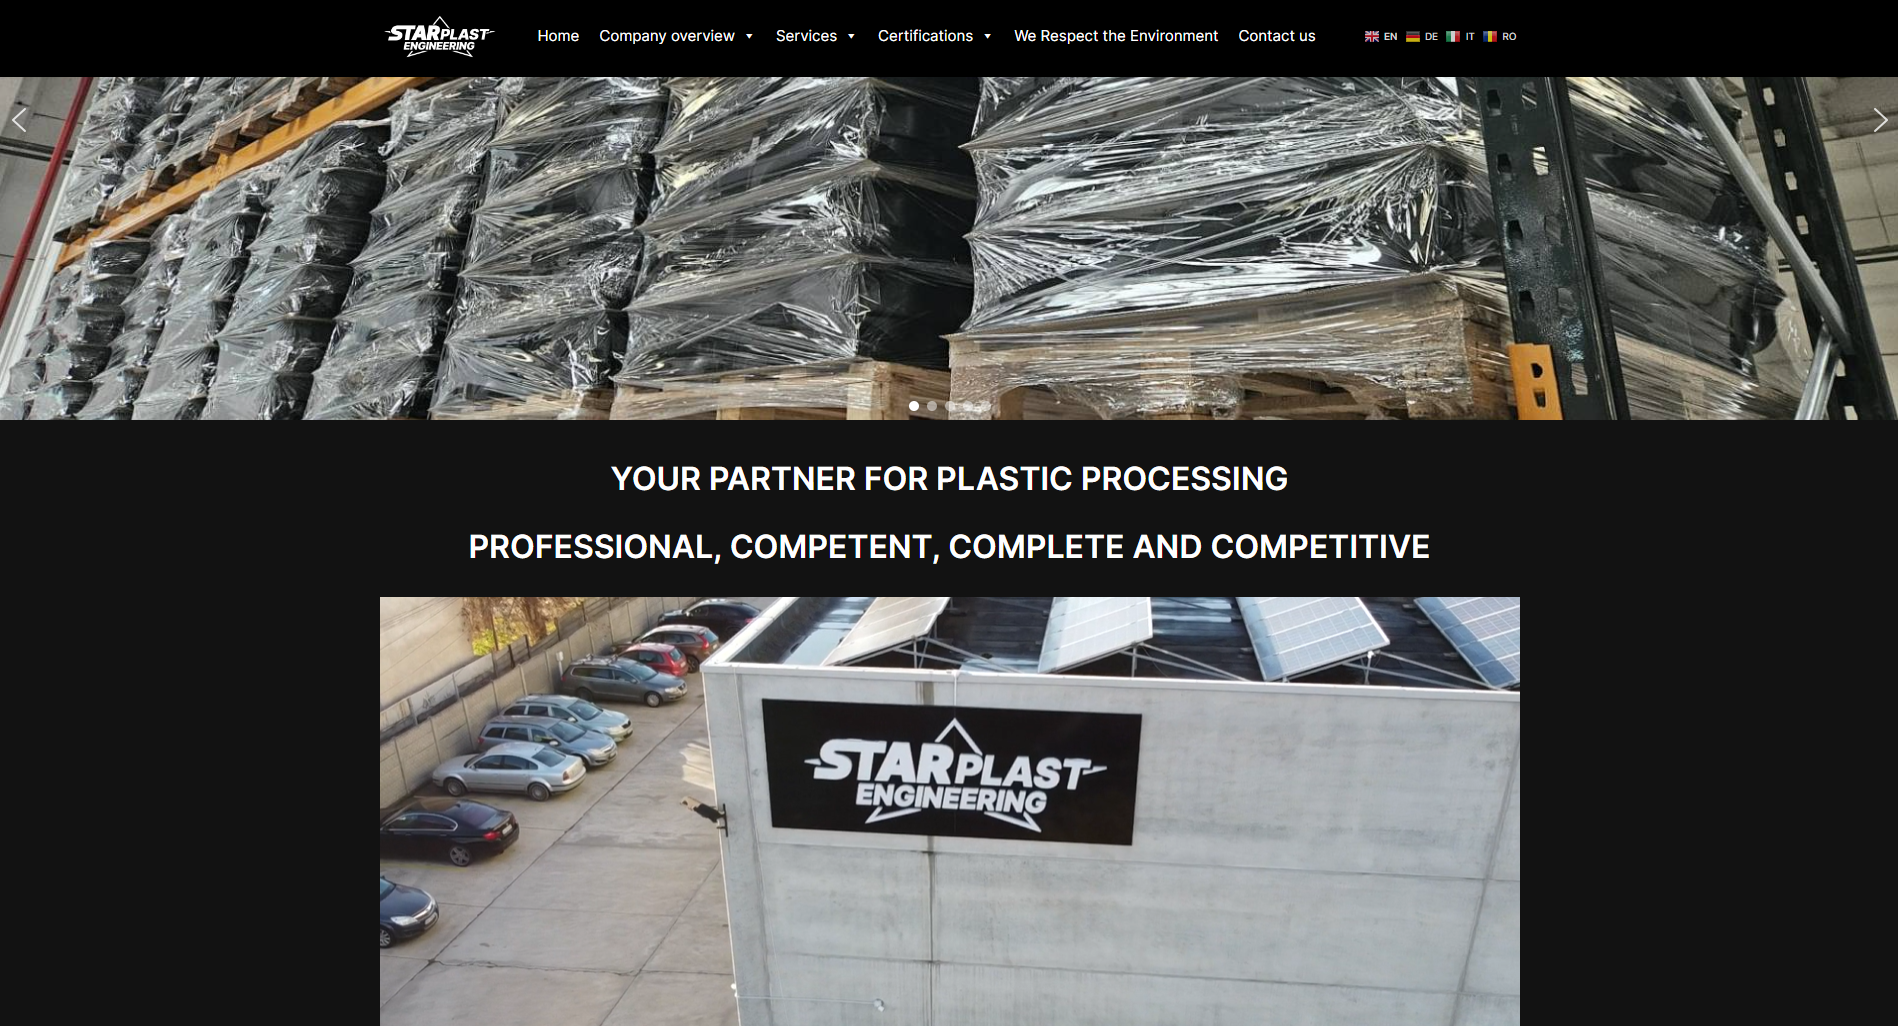 STARPLAST
ENGINEERING
Home
Company overview
Services
Certifications
We Respect the Environment
Contact us
EN
DE
IT
RO
YOUR PARTNER FOR PLASTIC PROCESSING
PROFESSIONAL, COMPETENT, COMPLETE AND COMPETITIVE
STARPLAST
ENGINEERING